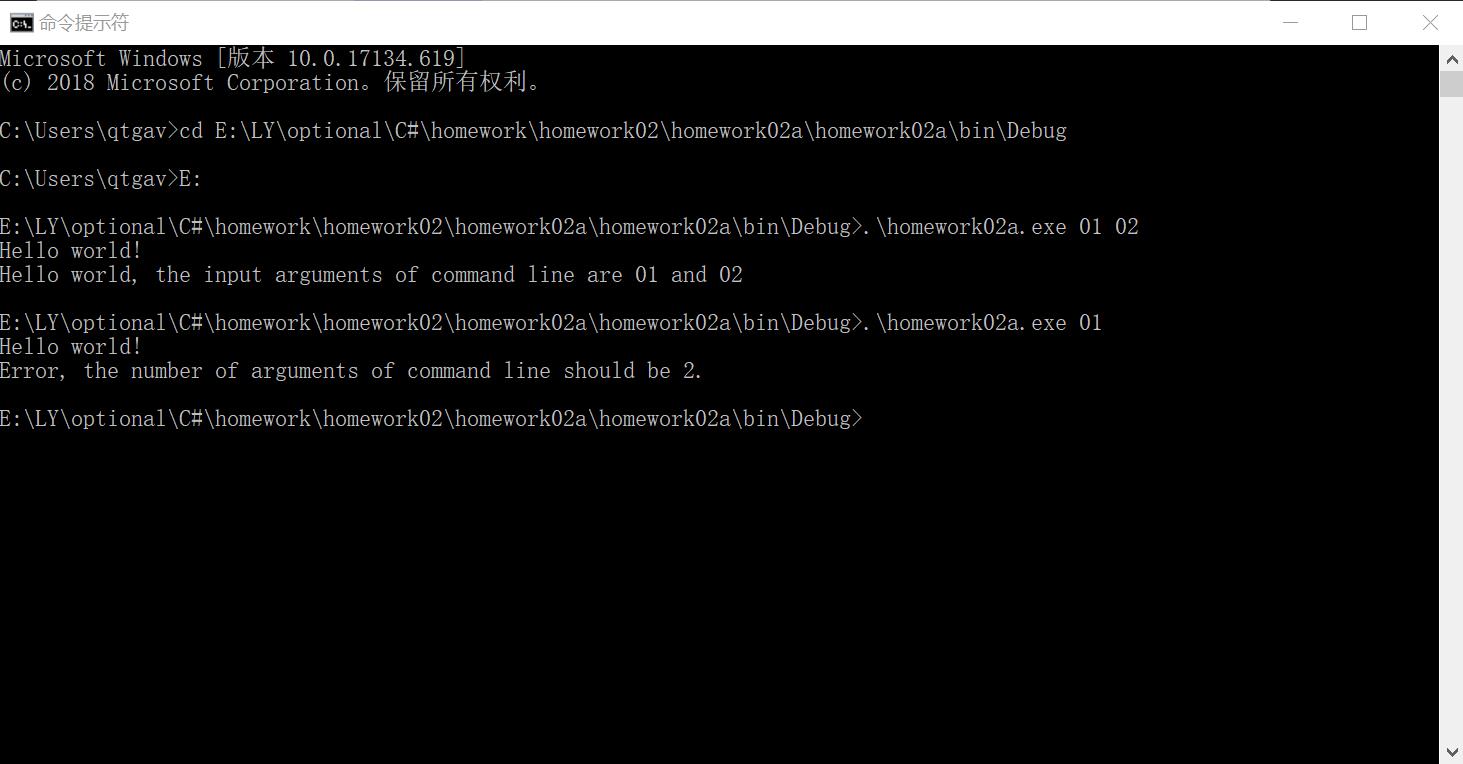 命令提示符
Microsoft Windows [版本 10.0.17134.619]
(c) 2018 Microsoft Corporation。保留所有权利。
C:\Users\qtgav>cd E:\LY\optional\C#\homework\homework02\homework02a\homework02a\bin\Debug
C:\Users\qtgav>E:
E:\LY\optional\C#\homework\homework02\homework02a\homework02a\bin\Debug>.\homework02a.exe 01 02
Hello world!
Hello world, the input arguments of command line are 01 and 02
E:\LY\optional\C#\homework\homework02\homework02a\homework02a\bin\Debug>.\homework02a.exe 01
Hello world!
Error, the number of arguments of command line should be 2.
E:\LY\optional\C#\homework\homework02\homework02a\homework02a\bin\Debug>